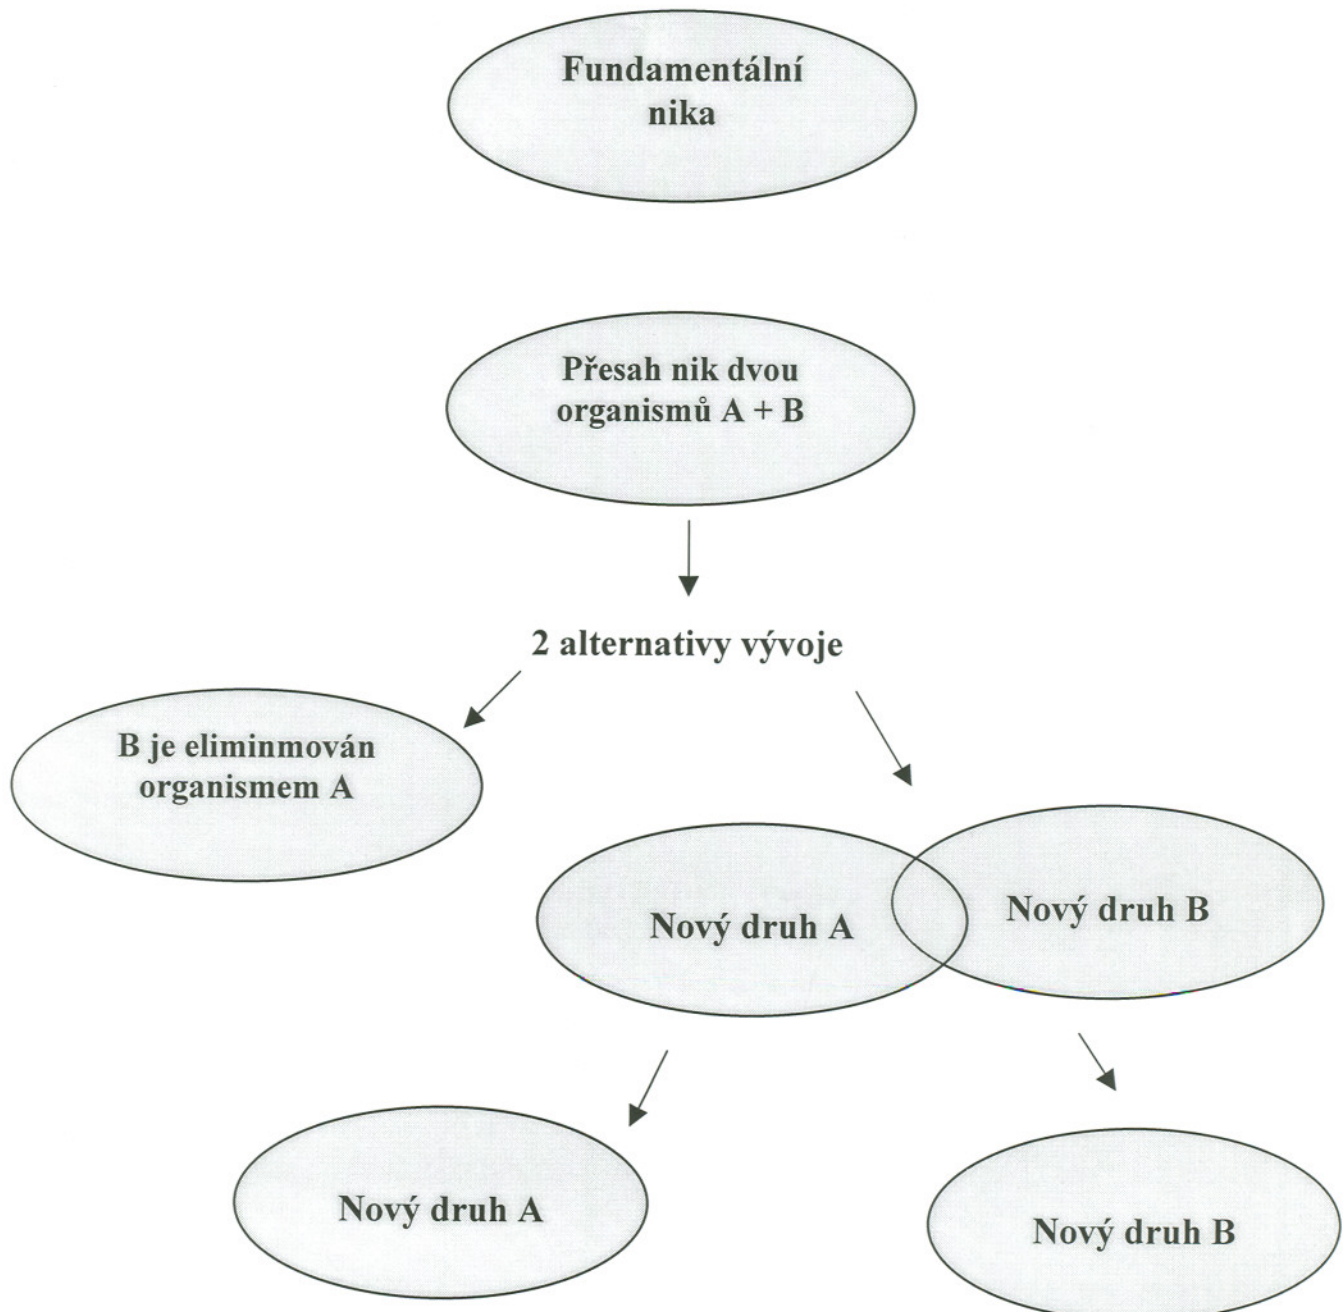 Fundamentální
nika
Přesah nik dvou
organismů A + B
2 alternativy vývoje
B je eliminmován
organismem A
Nový druh A
Nový druh B
Nový druh A
Nový druh B